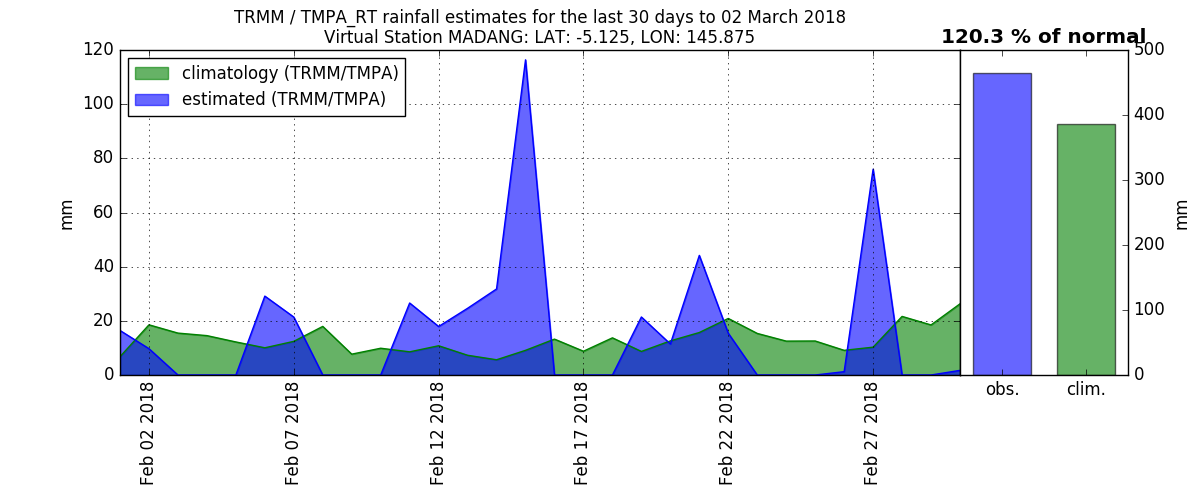 TRMM / TMPA_RT rainfall estimates for the last 30 days to 02 March 2018
Virtual Station MADANG: LAT: -5.125, LON: 145.875
120.3 % of normal
climatology (TRMM/TMPA)
estimated (TRMM/TMPA)
mm
120
100
80
60
40
20
0
Feb 02 2018
Feb 07 2018
Feb 12 2018
Feb 17 2018
Feb 22 2018
Feb 27 2018
500
400
300
200
100
0
mm
obs.
clim.